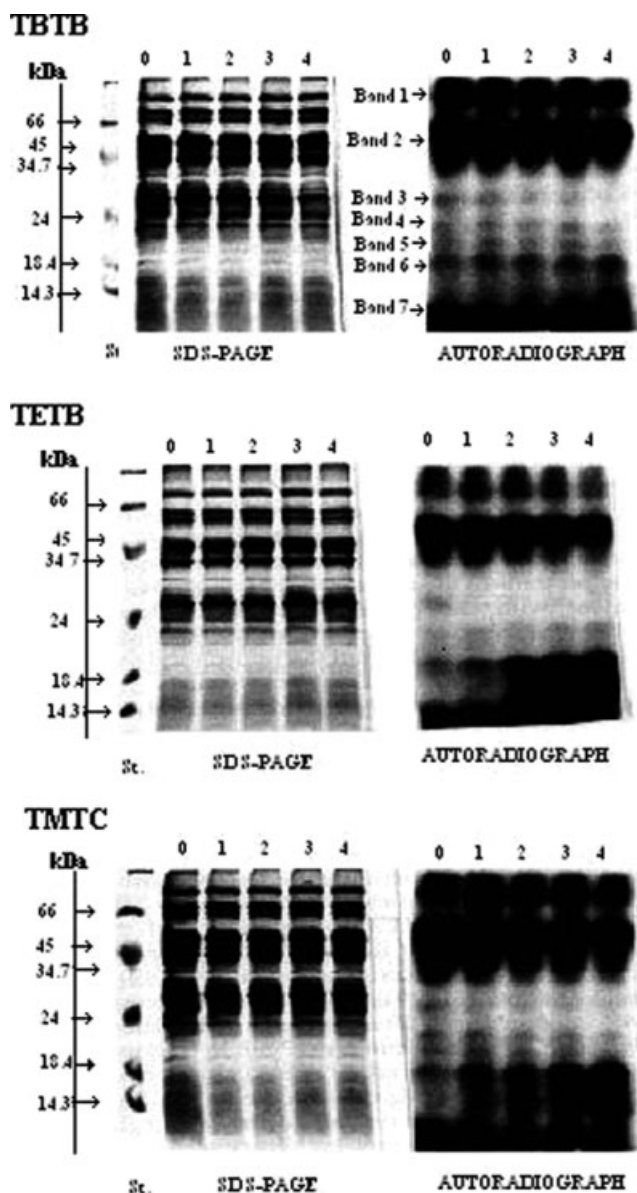 TBTB
0 1 2 3 4 0 1 2 3 4
kDa
Band 1
66
45 Band 2
34.7
Band 3
24 Band 4
Band 5
18.4 Band 6
14.3 Band 7
St. SDS-PAGE AUTORADIOGRAPH
TETB
0 1 2 3 4 0 1 2 3 4
kDa
66
45
34.7
24
18.4
14.3
St. SDS-PAGE AUTORADIOGRAPH
TMTC
0 1 2 3 4 0 1 2 3 4
kDa
66
45
34.7
24
18.4
14.3
St. SDS-PAGE AUTORADIOGRAPH